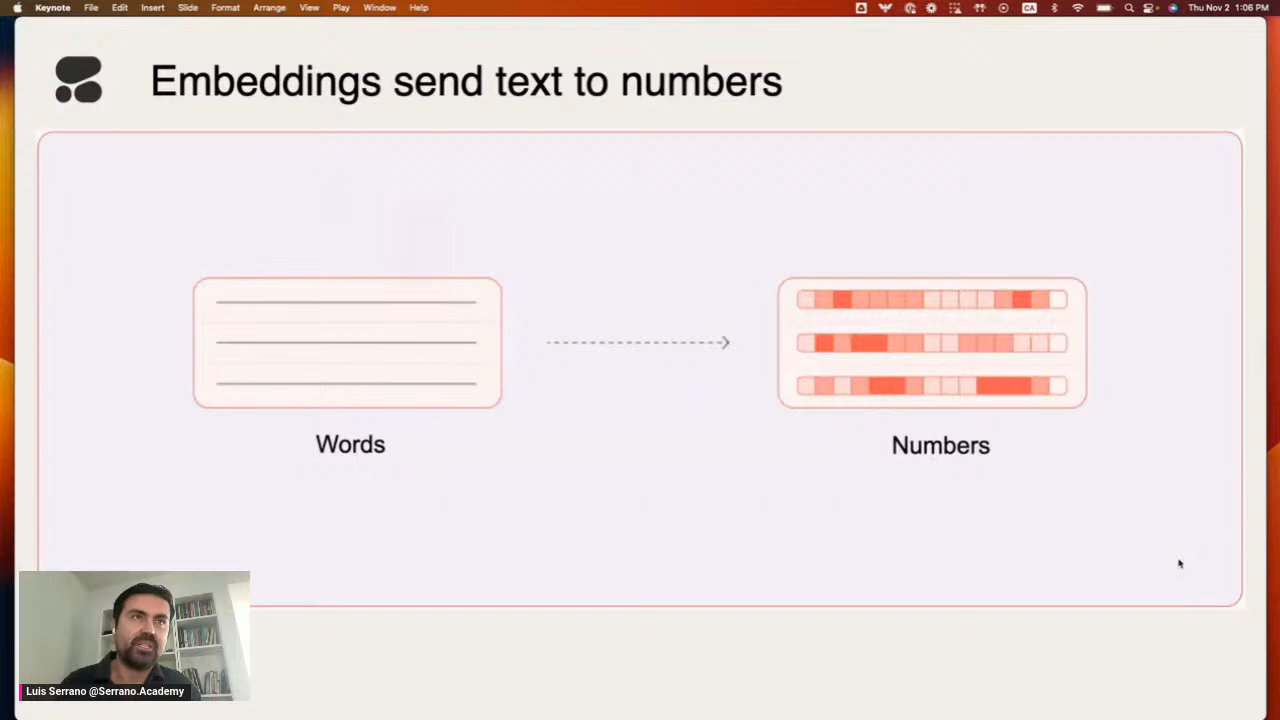 Keynote File Edit Insert Slide Format Arrange View Play Window Help CA Thu Nov 2 1:06 PM
Embeddings send text to numbers
Words
Numbers
Luis Serrano @Serrano.Academy